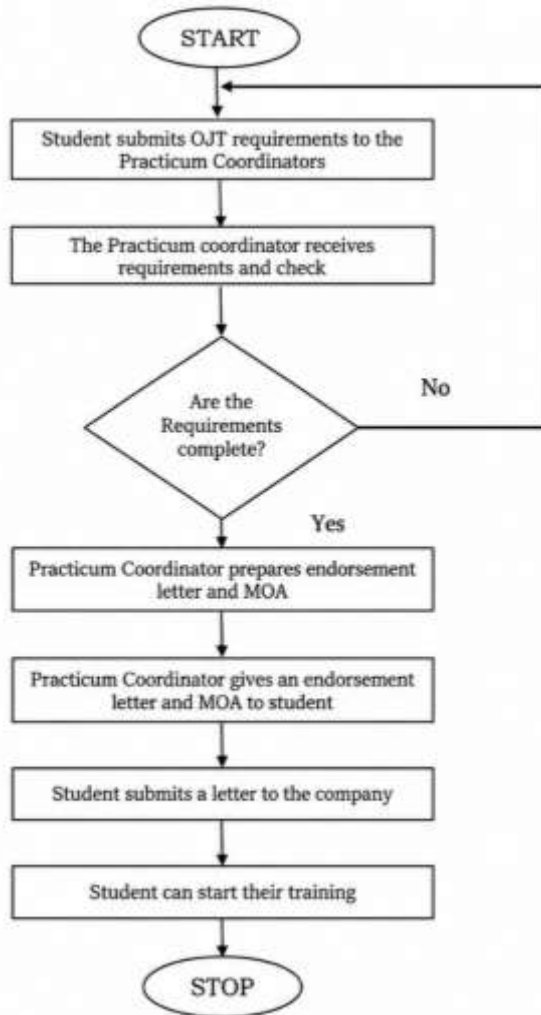 START
Student submits OJT requirements to the
Practicum Coordinators
The Practicum coordinator receives
requirements and check
Are the
Requirements
complete?
No
Yes
Practicum Coordinator prepares endorsement
letter and MOA
Practicum Coordinator gives an endorsement
letter and MOA to student
Student submits a letter to the company
Student can start their training
STOP